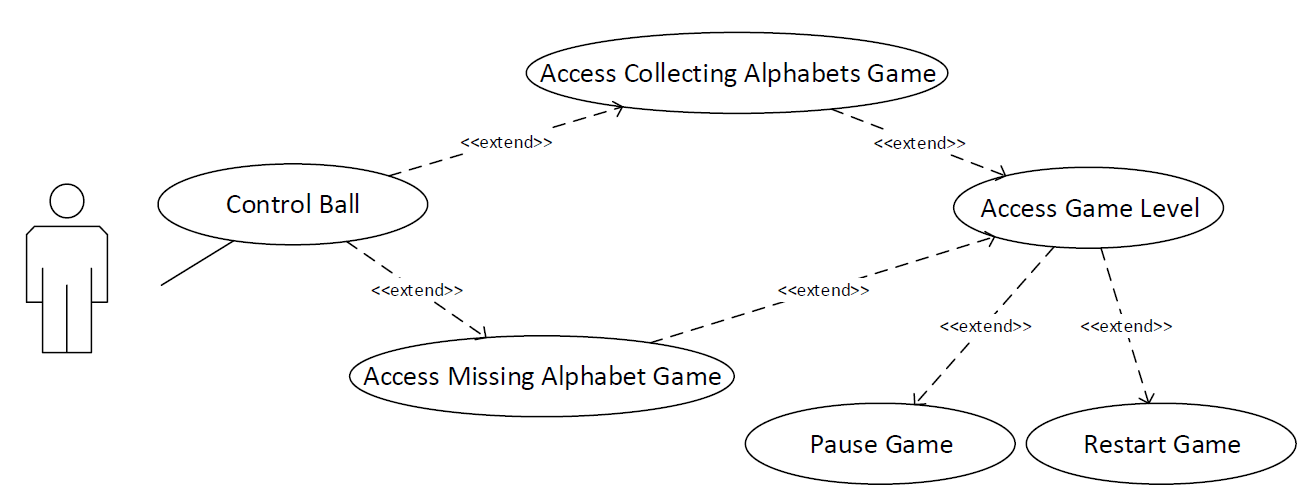 Access Collecting Alphabets Game
<<extend>>
<<extend>>
Control Ball
Access Game Level
<<extend>>
<<extend>>
<<extend>>
<<extend>>
Access Missing Alphabet Game
Pause Game
Restart Game